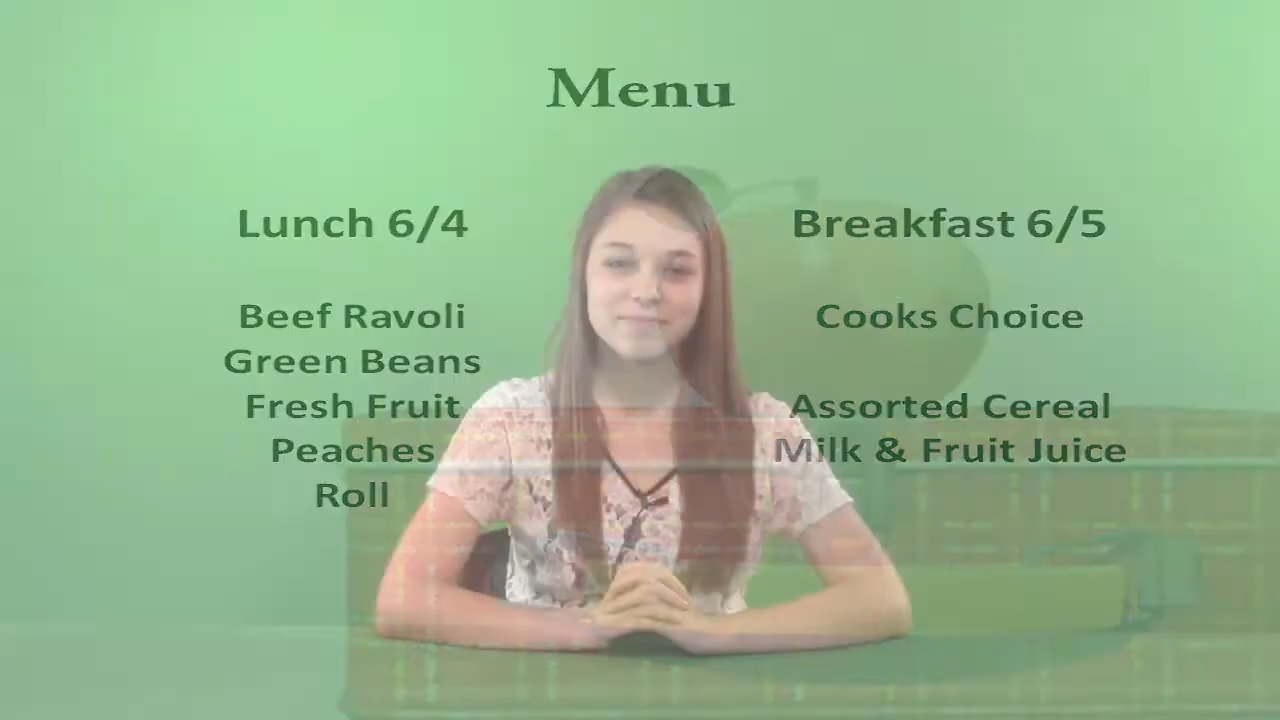 Menu
Lunch 6/4
Beef Ravoli
Green Beans
Fresh Fruit
Peaches
Roll
Breakfast 6/5
Cooks Choice
Assorted Cereal
Milk & Fruit Juice